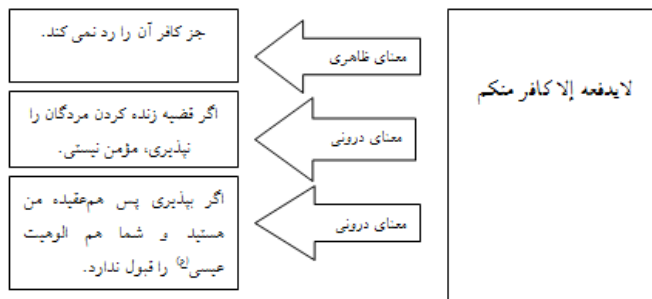 لایدفعه إلا کافر منکم
معنای ظاهری
جز کافر آن را رد نمی کند.
معنای درونی
اگر قضیه زنده کردن مردگان را
نپذیری، مؤمن نیستی.
معنای درونی
اگر بپذیری پس هم‌عقیده من
هستید و شما هم الوهیت
عیسی(ع) را قبول ندارد.